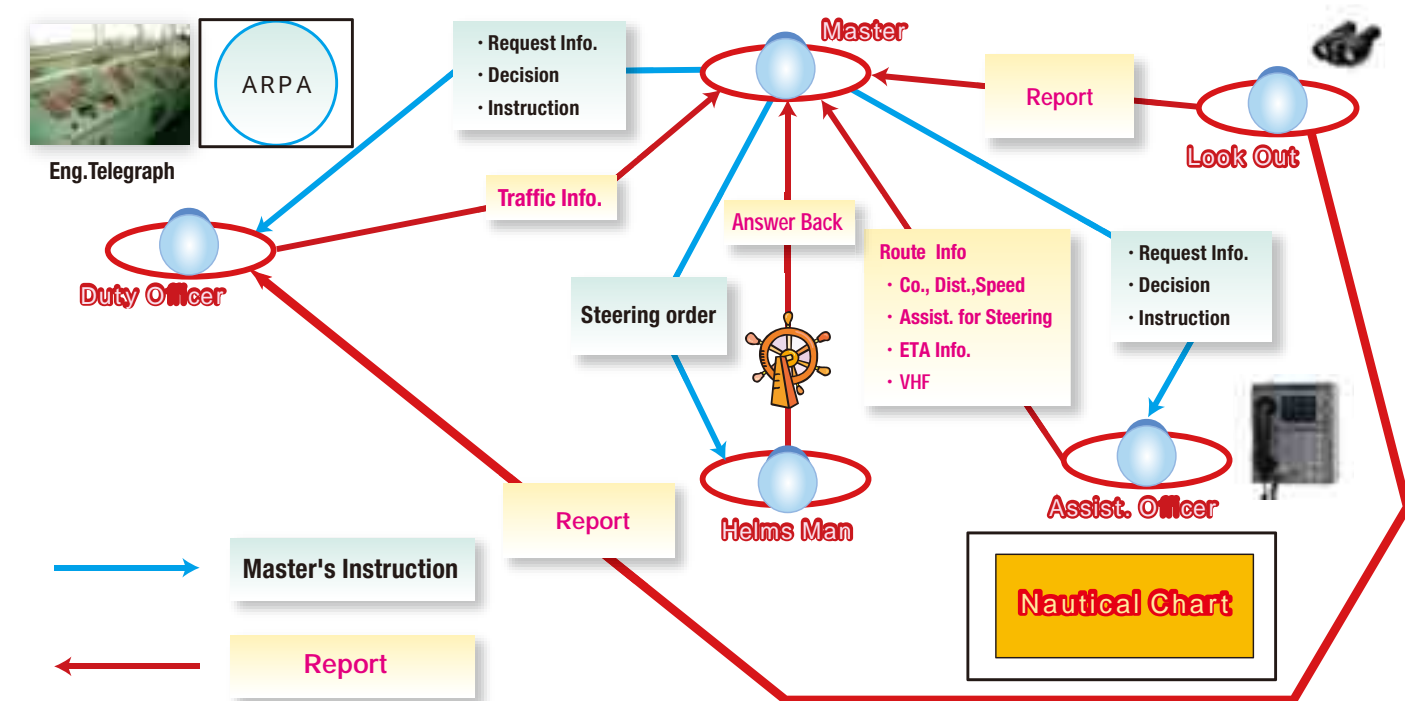 Master
· Request Info.
· Decision
· Instruction
ARPA
Eng.Telegraph
Report
Look Out
Traffic Info.
Answer Back
Duty Officer
Route Info
· Co., Dist.,Speed
· Assist. for Steering
· ETA Info.
· VHF
· Request Info.
· Decision
· Instruction
Steering order
Report
Helms Man
Assist. Officer
Master's Instruction
Nautical Chart
Report